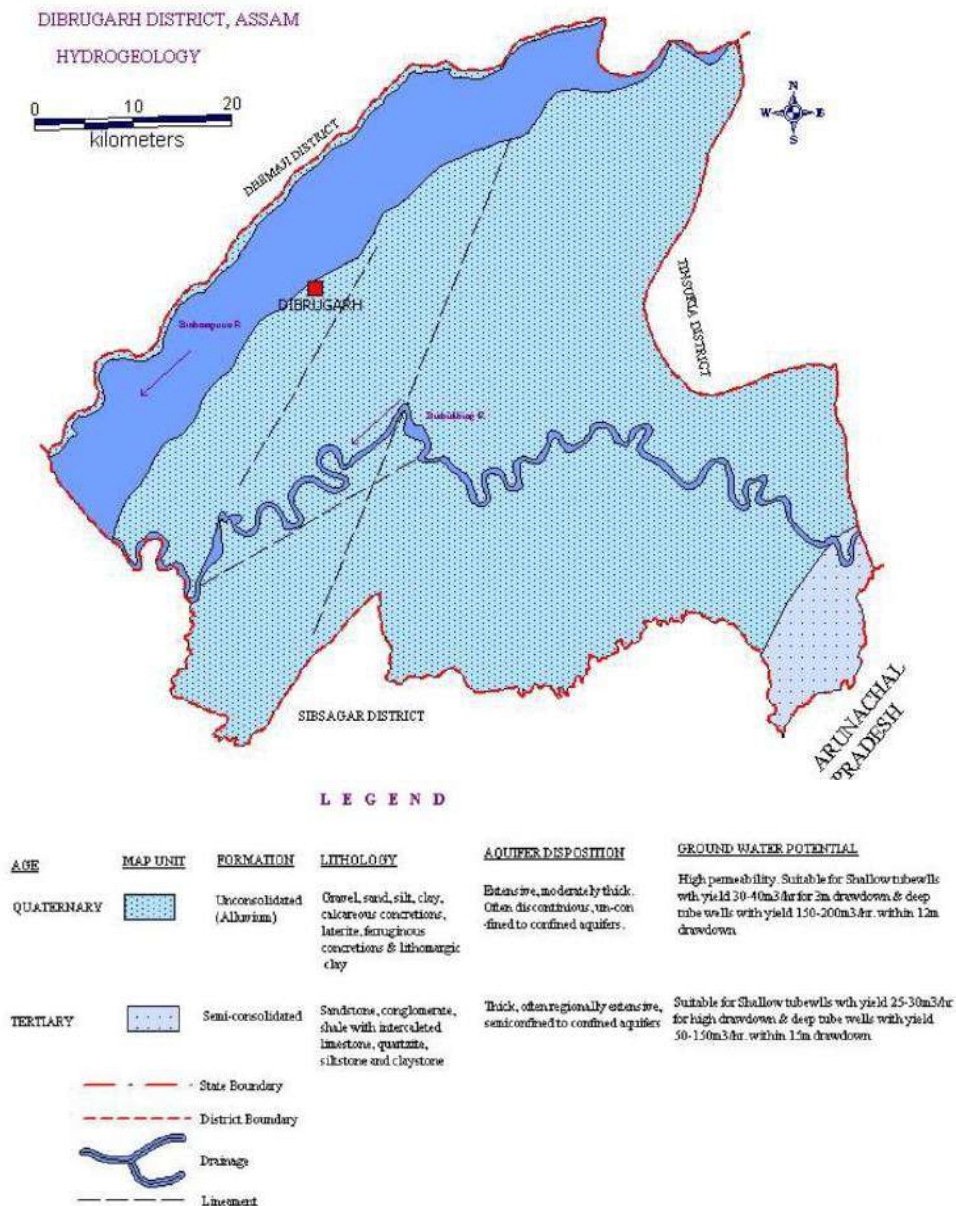 DIBRUGARH DISTRICT, ASSAM
HYDROGEOLOGY
0 10 20
kilometers
N
W E
S
DHEMAJI DISTRICT
TINSUKIA DISTRICT
DIBRUGARH
SIBSAGAR DISTRICT
ARUNACHAL
PRADESH
L E G E N D
AGE MAP UNIT FORMATION LITHOLOGY AQUIFER DISPOSITION GROUND WATER POTENTIAL
QUATERNARY
Unconsolidated
(Alluvium)
Gravel, sand, silt, clay,
calcareous concretions,
laterite, ferruginous
concretions & lithomargic
clay
Extensive, moderately thick.
Often discontinious, un-con
-fined to confined aquifers.
High permeability. Suitable for Shallow tubewlls
wth yield 30-40m3/hr for 3m drawdown & deep
tube wells with yield 150-200m3/hr. within 12m
drawdown
TERTIARY
Semi-consolidated
Sandstone, conglomerate,
shale with intercaleted
limestone, quartzite,
siltstone and claystone
Thick, often regionally extensive,
semiconfined to confined aquifers
Suitable for Shallow tubewlls wth yield 25-30m3/hr
for high drawdown & deep tube wells with yield
50-150m3/hr. within 15m drawdown
State Boundary
District Boundary
Drainage
Lineament